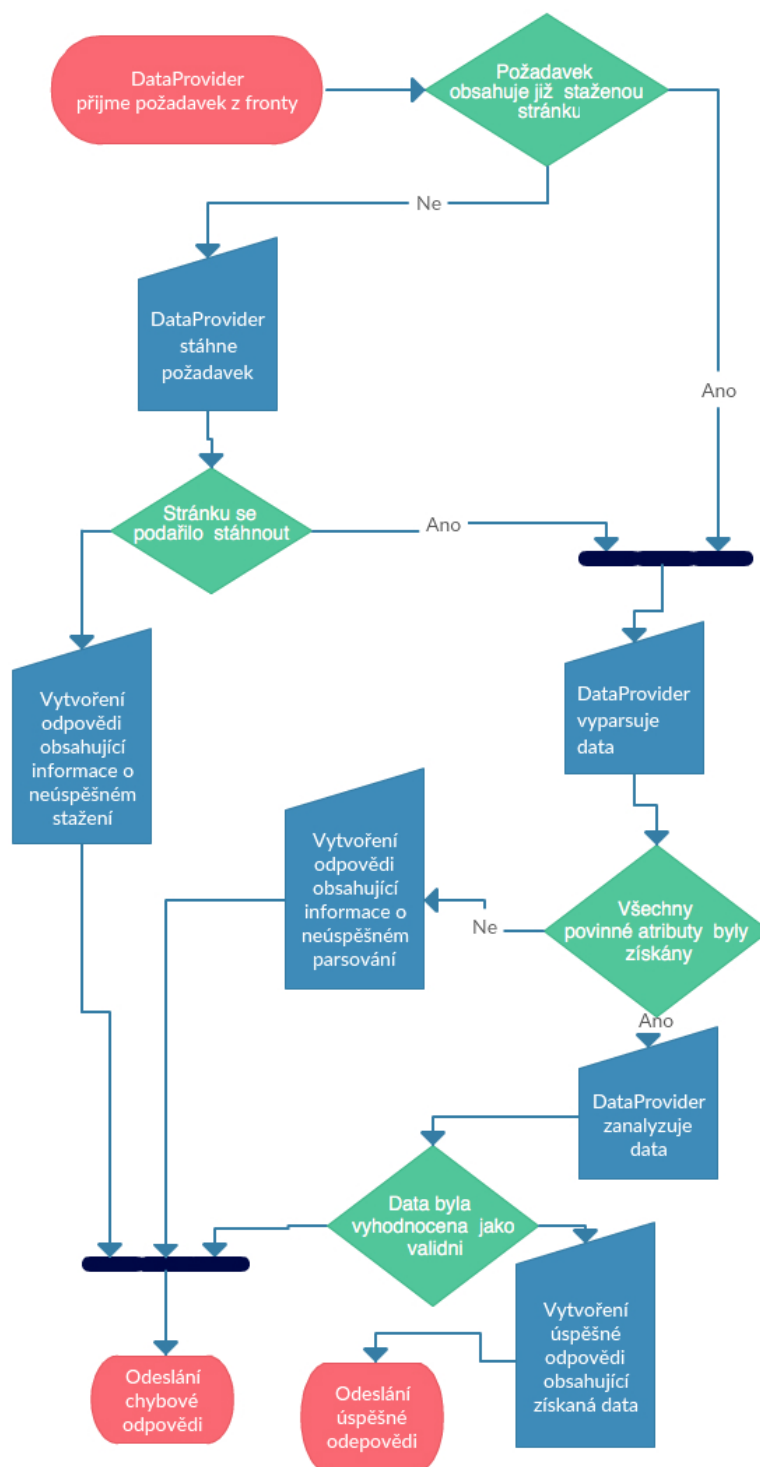 DataProvider
přijme požadavek z fronty
Požadavek
obsahuje již staženou
stránku
Ne
Ano
DataProvider
stáhne
požadavek
Stránku se
podařilo stáhnout
Ano
Vytvoření
odpovědi
obsahující
informace o
neúspěšném
stažení
DataProvider
vyparsuje
data
Vytvoření
odpovědi
obsahující
informace o
neúspěšném
parsování
Ne
Všechny
povinné atributy byly
získány
Ano
DataProvider
zanalyzuje
data
Data byla
vyhodnocena jako
validni
Vytvoření
úspěšné
odpovědi
obsahující
získaná data
Odeslání
chybové
odpovědi
Odeslání
úspěšné
odepovědi